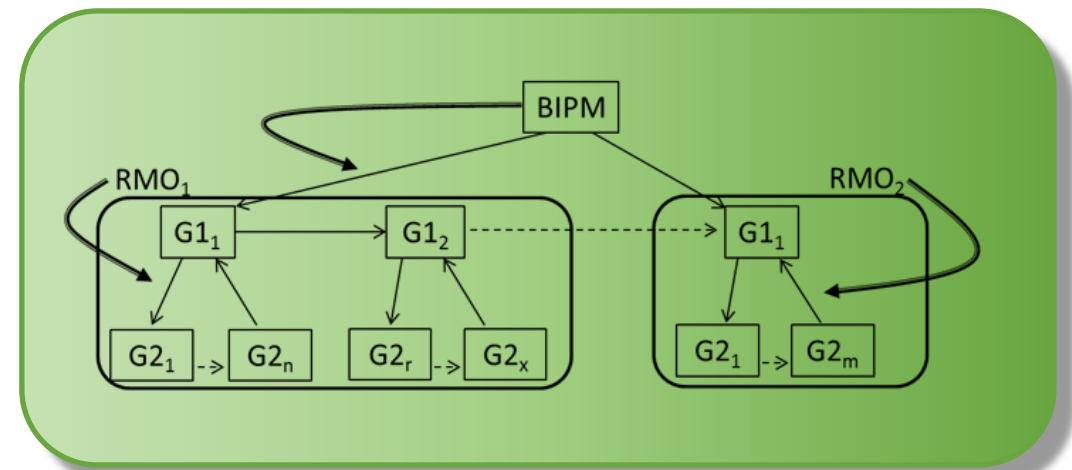 BIPM
RMO₁ RMO₂
G1₁ G1₂ G1₁
G2₁ G2ₙ G2ᵣ G2ₓ G2₁ G2ₘ